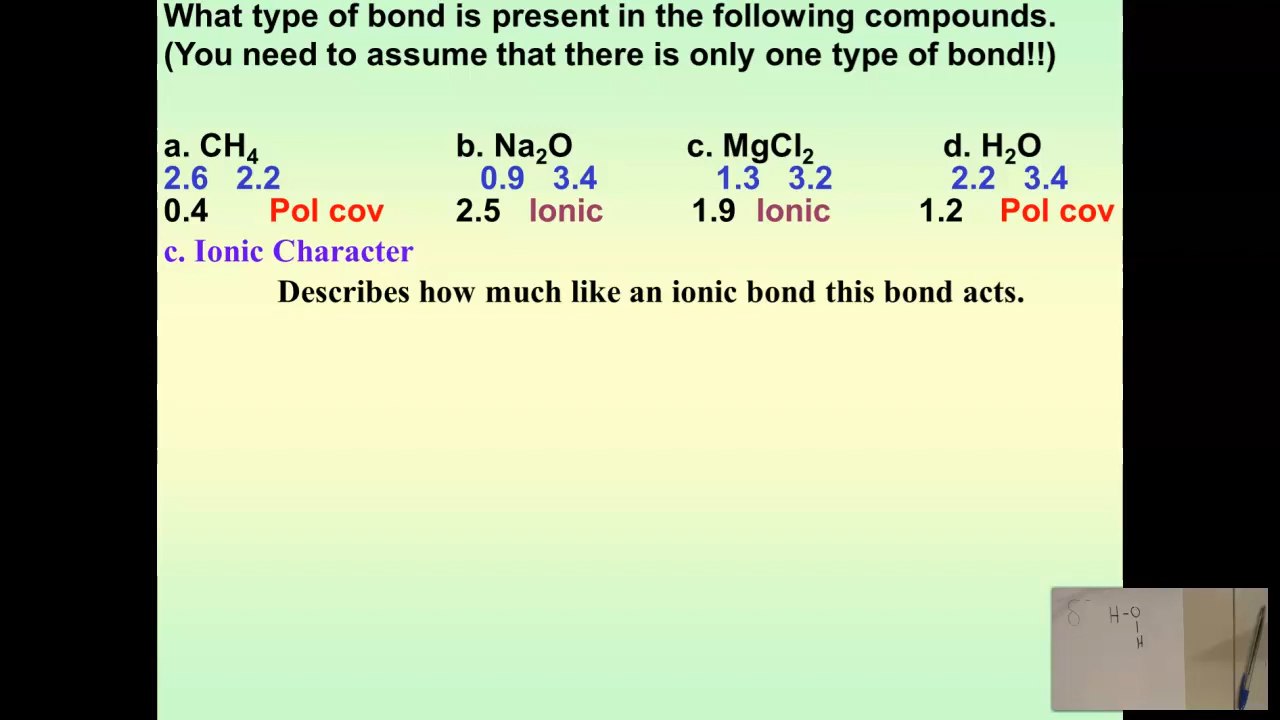 What type of bond is present in the following compounds.
(You need to assume that there is only one type of bond!!)
a. CH₄ b. Na₂O c. MgCl₂ d. H₂O
2.6 2.2 0.9 3.4 1.3 3.2 2.2 3.4
0.4 Pol cov 2.5 Ionic 1.9 Ionic 1.2 Pol cov
c. Ionic Character
Describes how much like an ionic bond this bond acts.
δ⁻ H-O
H